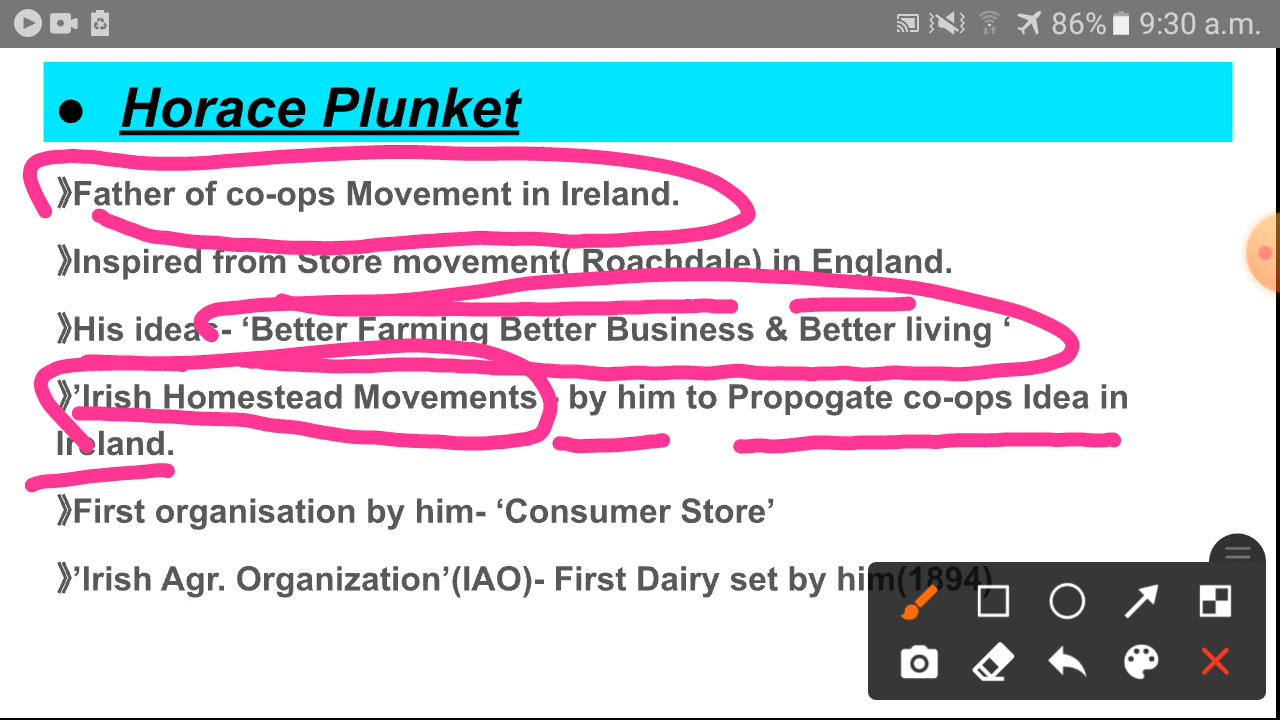 86% 9:30 a.m.
● Horace Plunket
》Father of co-ops Movement in Ireland.
》Inspired from Store movement( Roachdale) in England.
》His ideas- ‘Better Farming Better Business & Better living ‘
》’Irish Homestead Movements - by him to Propogate co-ops Idea in
Ireland.
》First organisation by him- ‘Consumer Store’
》’Irish Agr. Organization’(IAO)- First Dairy set by him(1894)